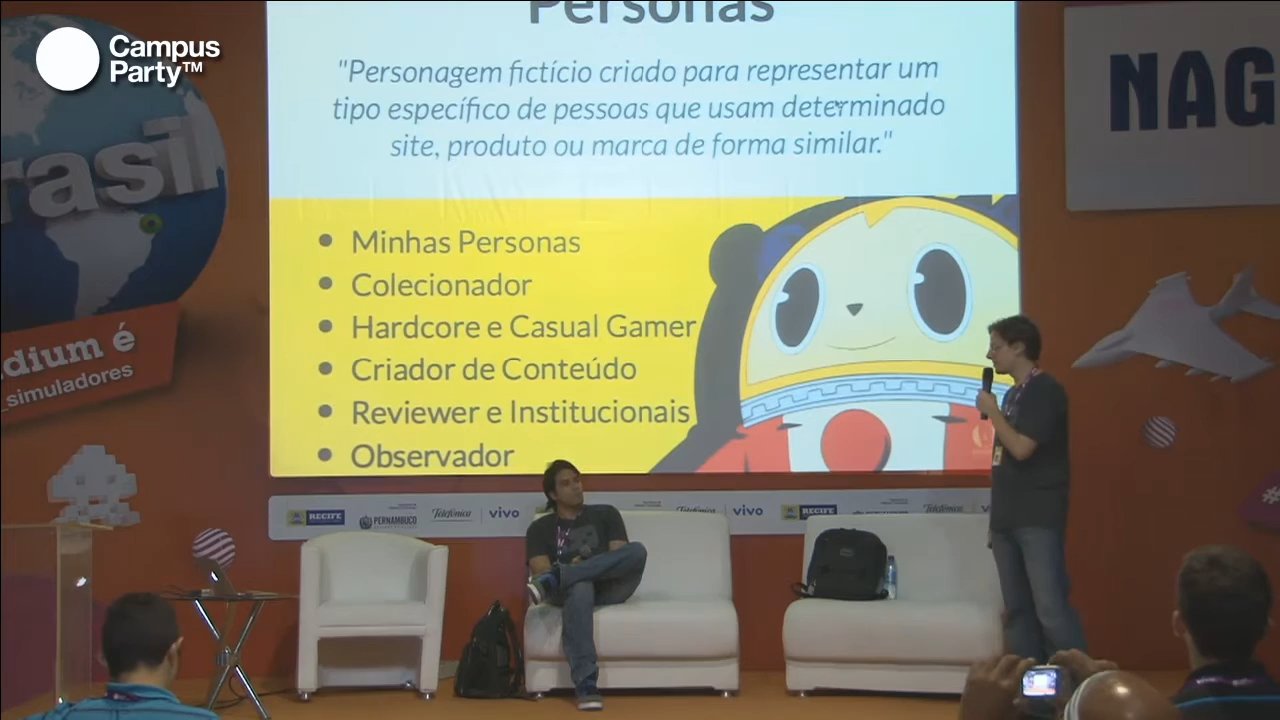 Campus
Party™
Personas
"Personagem fictício criado para representar um
tipo específico de pessoas que usam determinado
site, produto ou marca de forma similar."
NAG
rasil
• Minhas Personas
• Colecionador
• Hardcore e Casual Gamer
• Criador de Conteúdo
• Reviewer e Institucionais
• Observador
dium é
_simuladores
RECIFE
PERNAMBUCO
Telefónica
vivo
Telefónica
vivo
RECIFE
PERNAMBUCO
Telefónica